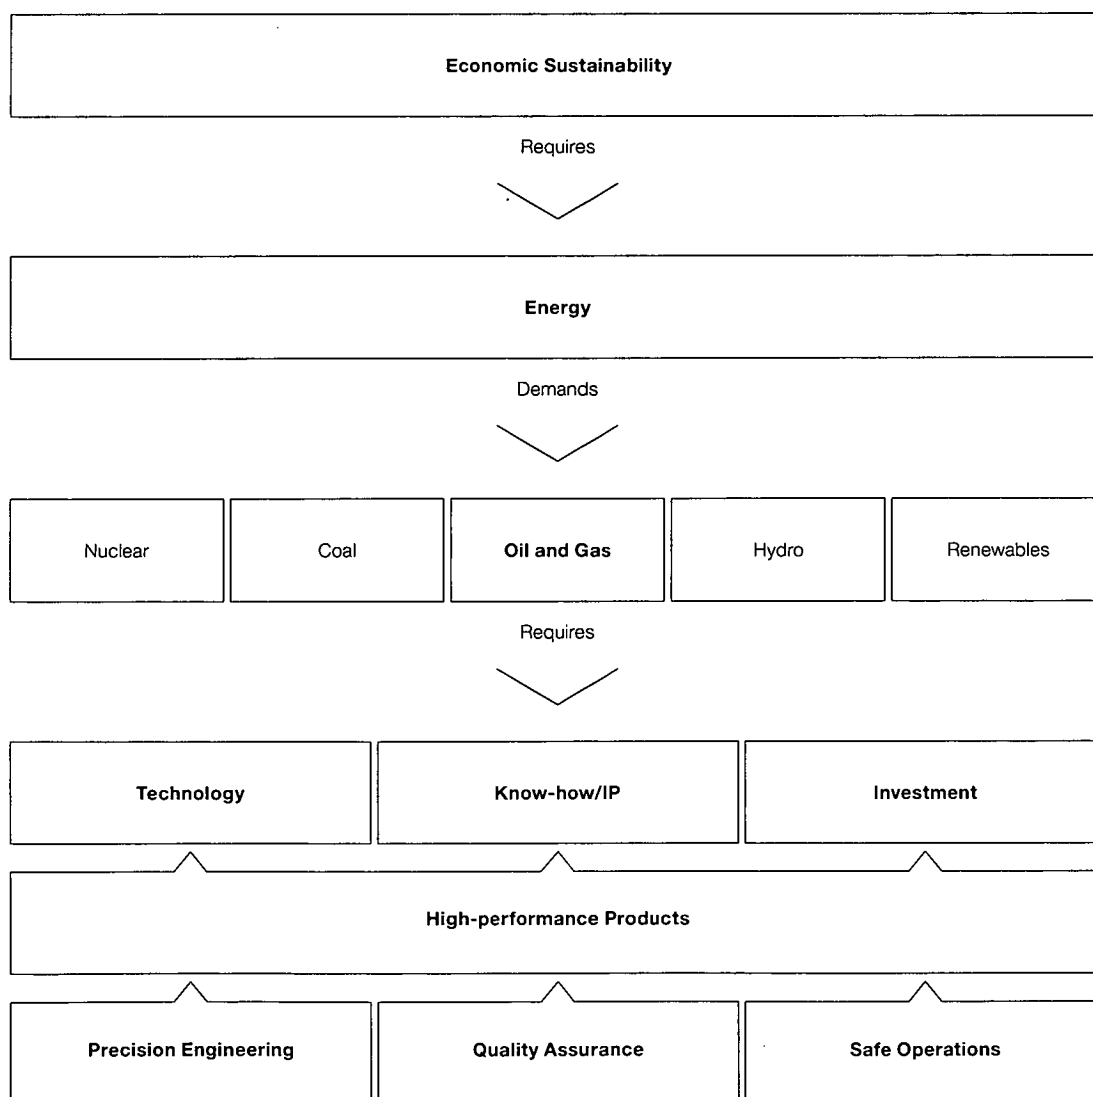 Economic Sustainability
Requires
Energy
Demands
Nuclear
Coal
Oil and Gas
Hydro
Renewables
Requires
Technology
Know-how/IP
Investment
High-performance Products
Precision Engineering
Quality Assurance
Safe Operations